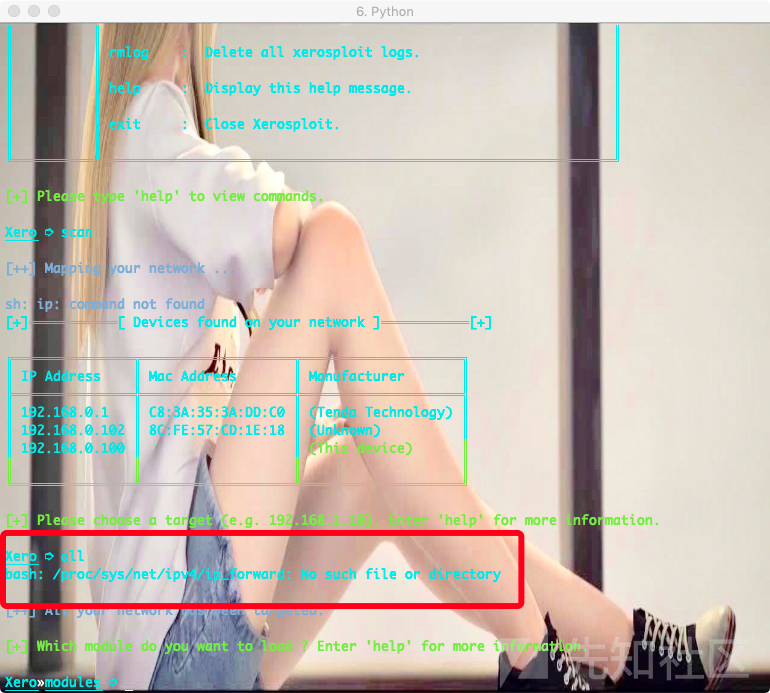 6. Python
rmlog : Delete all xerosploit logs.
help : Display this help message.
exit : Close Xerosploit.
[+] Please type 'help' to view commands.
Xero ➮ scan
[++] Mapping your network ...
sh: ip: command not found
[+]═══════════[ Devices found on your network ]═══════════[+]
IP Address Mac Address Manufacturer
192.168.0.1 C8:3A:35:3A:DD:C0 (Tenda Technology)
192.168.0.102 8C:FE:57:CD:1E:18 (Unknown)
192.168.0.100 (This device)
[+] Please choose a target (e.g. 192.168.1.10). Enter 'help' for more information.
Xero ➮ all
bash: /proc/sys/net/ipv4/ip_forward: No such file or directory
[++] All your network has been targeted.
[+] Which module do you want to load ? Enter 'help' for more information.
Xero»modules ➮ _
先知社区